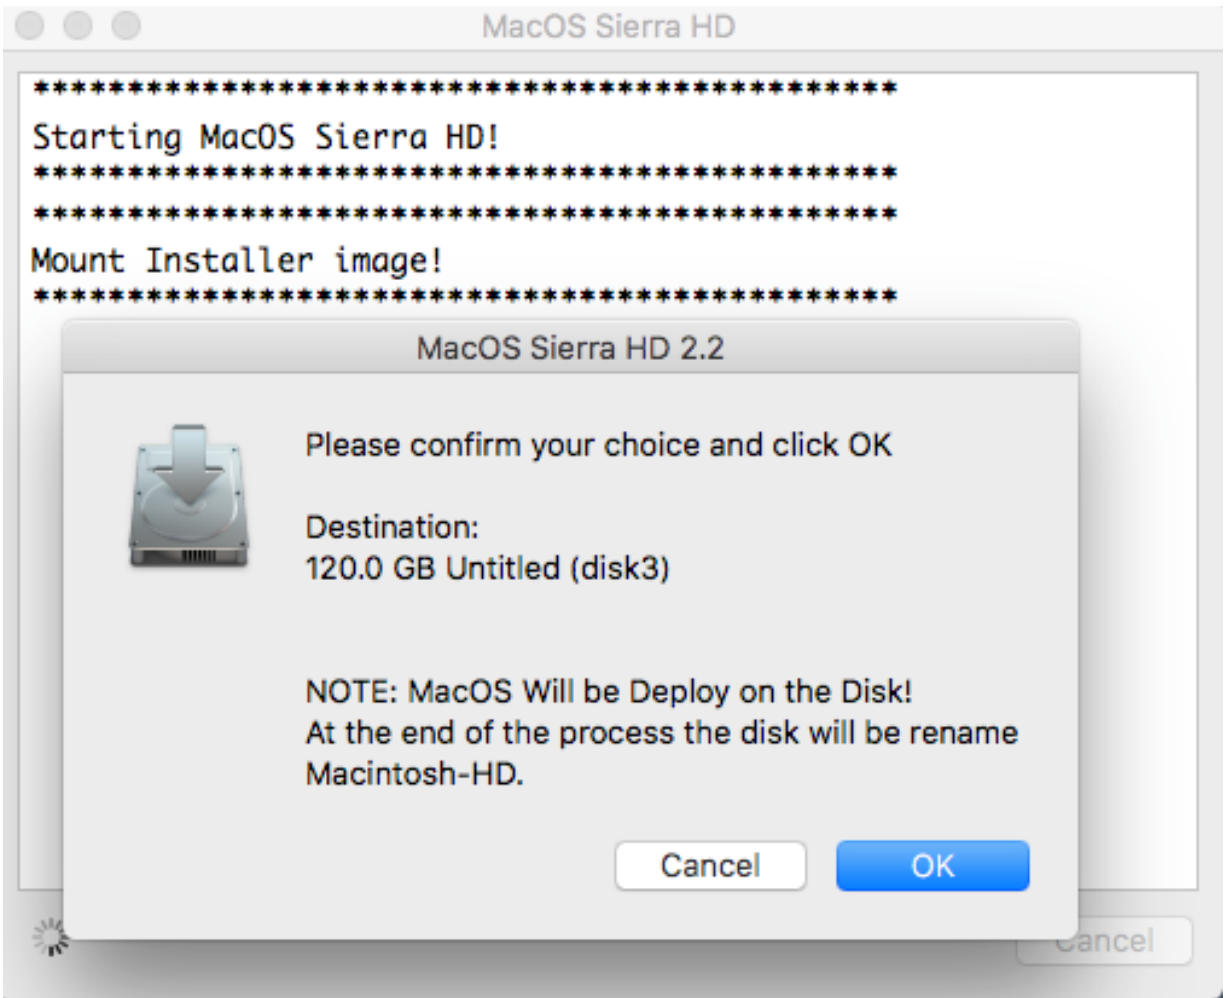 MacOS Sierra HD
**********************************************
Starting MacOS Sierra HD!
**********************************************
**********************************************
Mount Installer image!
**********************************************
MacOS Sierra HD 2.2
Please confirm your choice and click OK
Destination:
120.0 GB Untitled (disk3)
NOTE: MacOS Will be Deploy on the Disk!
At the end of the process the disk will be rename
Macintosh-HD.
Cancel
OK
Cancel